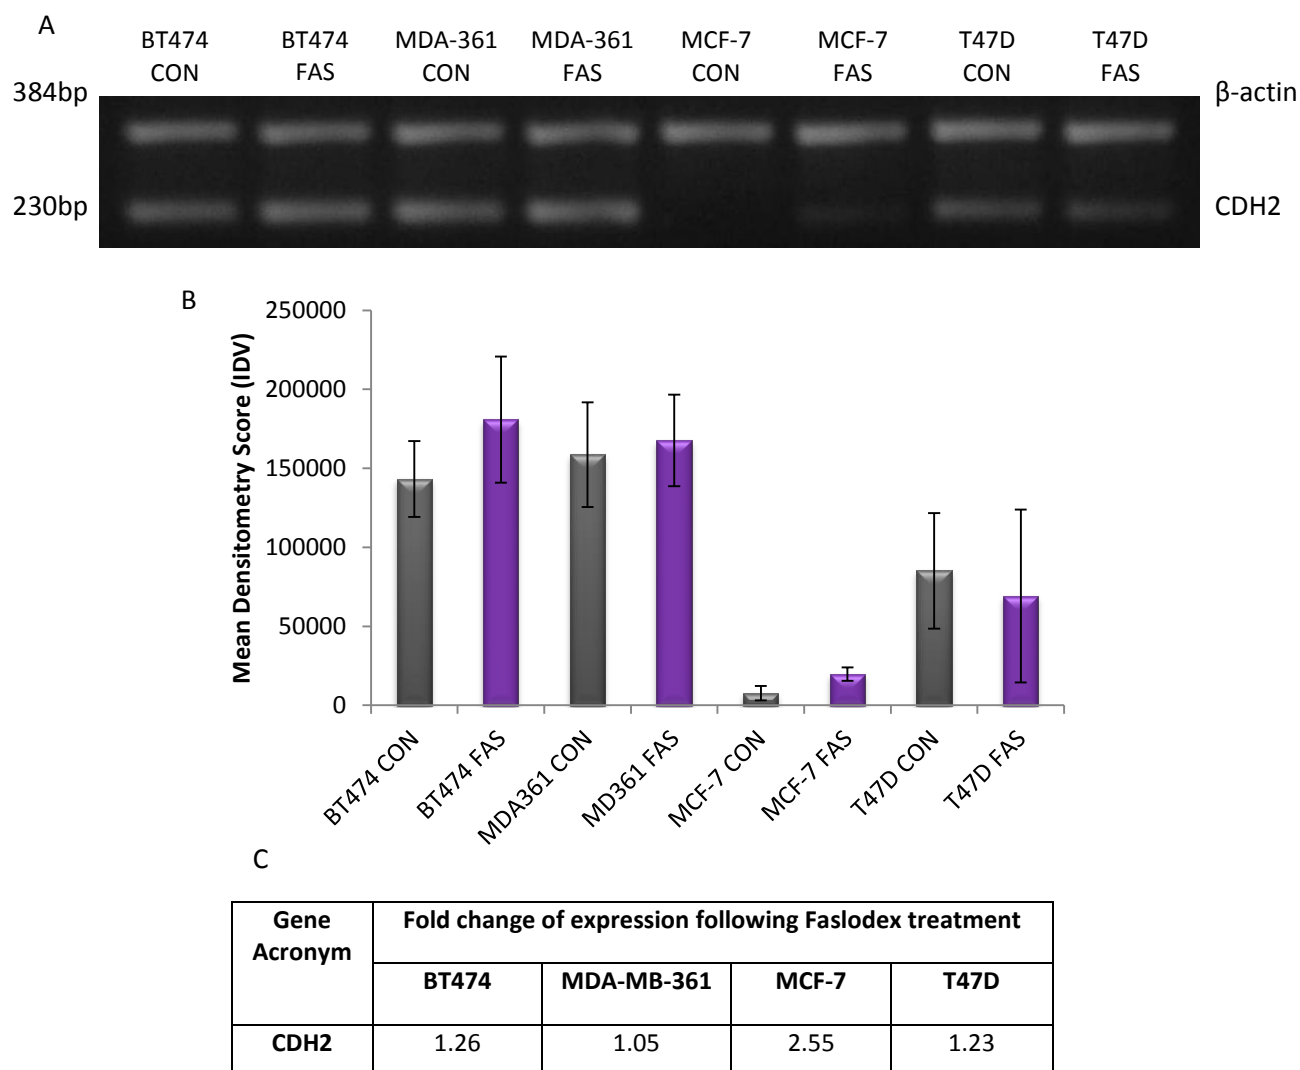 A
BT474 BT474 MDA-361 MDA-361 MCF-7 MCF-7 T47D T47D
CON FAS CON FAS CON FAS CON FAS
384bp β-actin
230bp CDH2
B
Mean Densitometry Score (IDV)
250000
200000
150000
100000
50000
0
BT474 CON
BT474 FAS
MDA361 CON
MD361 FAS
MCF-7 CON
MCF-7 FAS
T47D CON
T47D FAS
C
Gene Acronym
Fold change of expression following Faslodex treatment
BT474 MDA-MB-361 MCF-7 T47D
CDH2 1.26 1.05 2.55 1.23